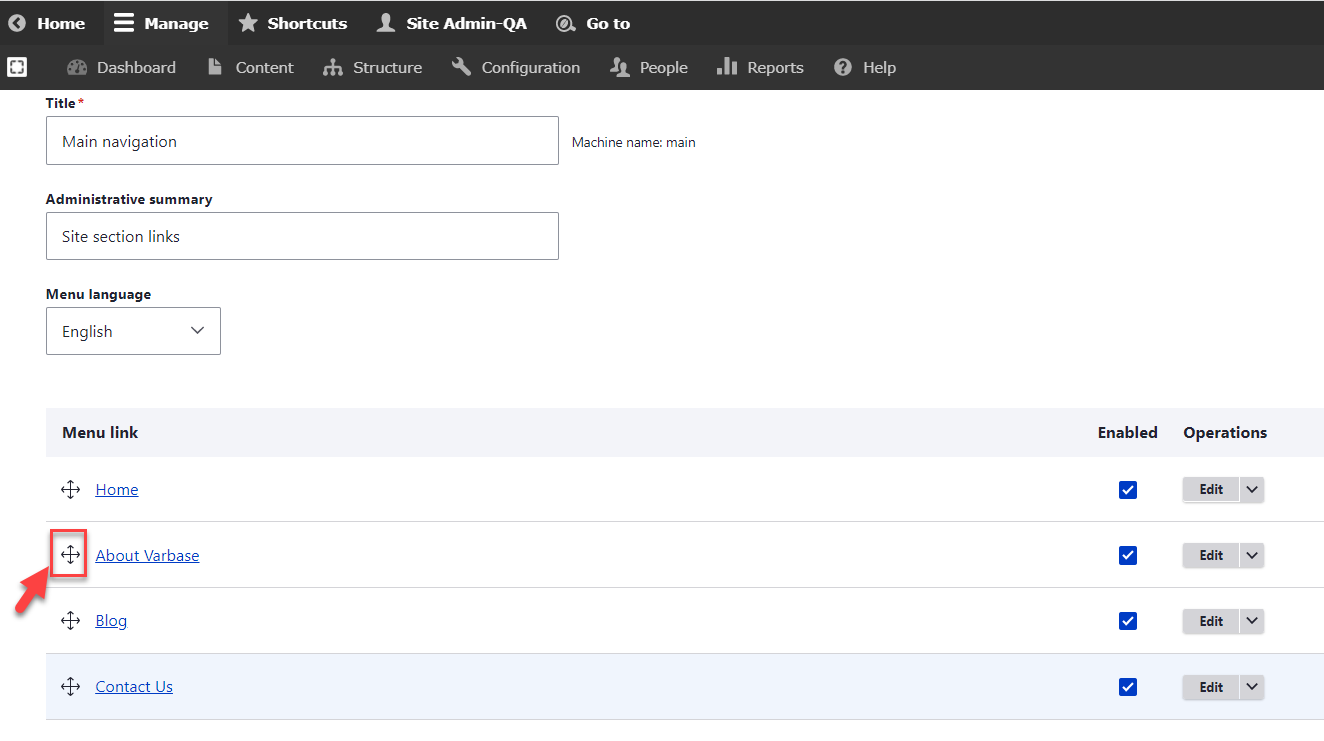 Home Manage Shortcuts Site Admin-QA Go to
Dashboard Content Structure Configuration People Reports Help
Title*
Main navigation
Machine name: main
Administrative summary
Site section links
Menu language
English
Menu link Enabled Operations
Home Edit
About Varbase Edit
Blog Edit
Contact Us Edit